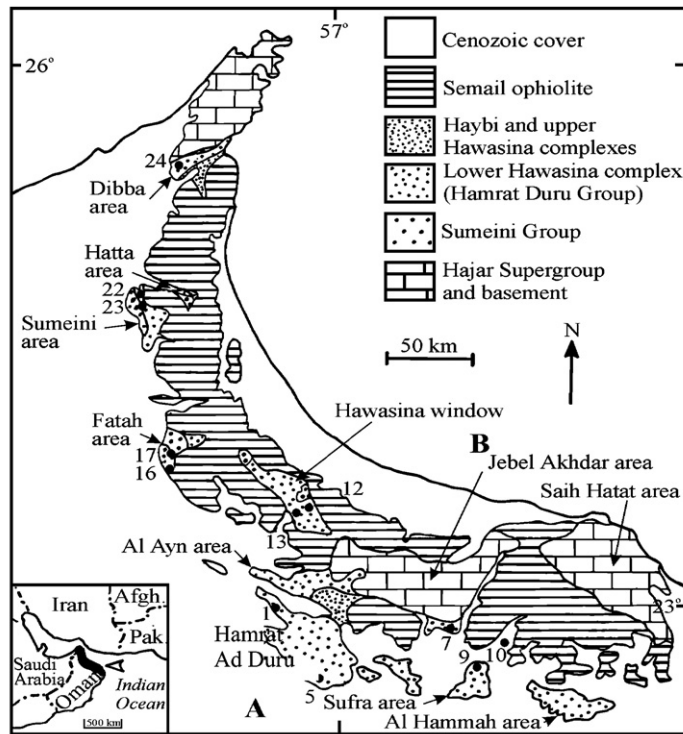 57°
26°
Cenozoic cover
Semail ophiolite
Haybi and upper
Hawasina complexes
Lower Hawasina complex
(Hamrat Duru Group)
Sumeini Group
Hajar Supergroup
and basement
50 km
N
24
Dibba
area
Hatta
area
22
23
Sumeini
area
Fatah
area
17
16
Hawasina window
B
Jebel Akhdar area
Saih Hatat area
12
13
Al Ayn area
1
Hamrat
Ad Duru
5
A
7
9
10
23°
Sufra area
Al Hammah area
Iran
Afgh.
Pak.
Saudi
Arabia
Oman
Indian
Ocean
500 km